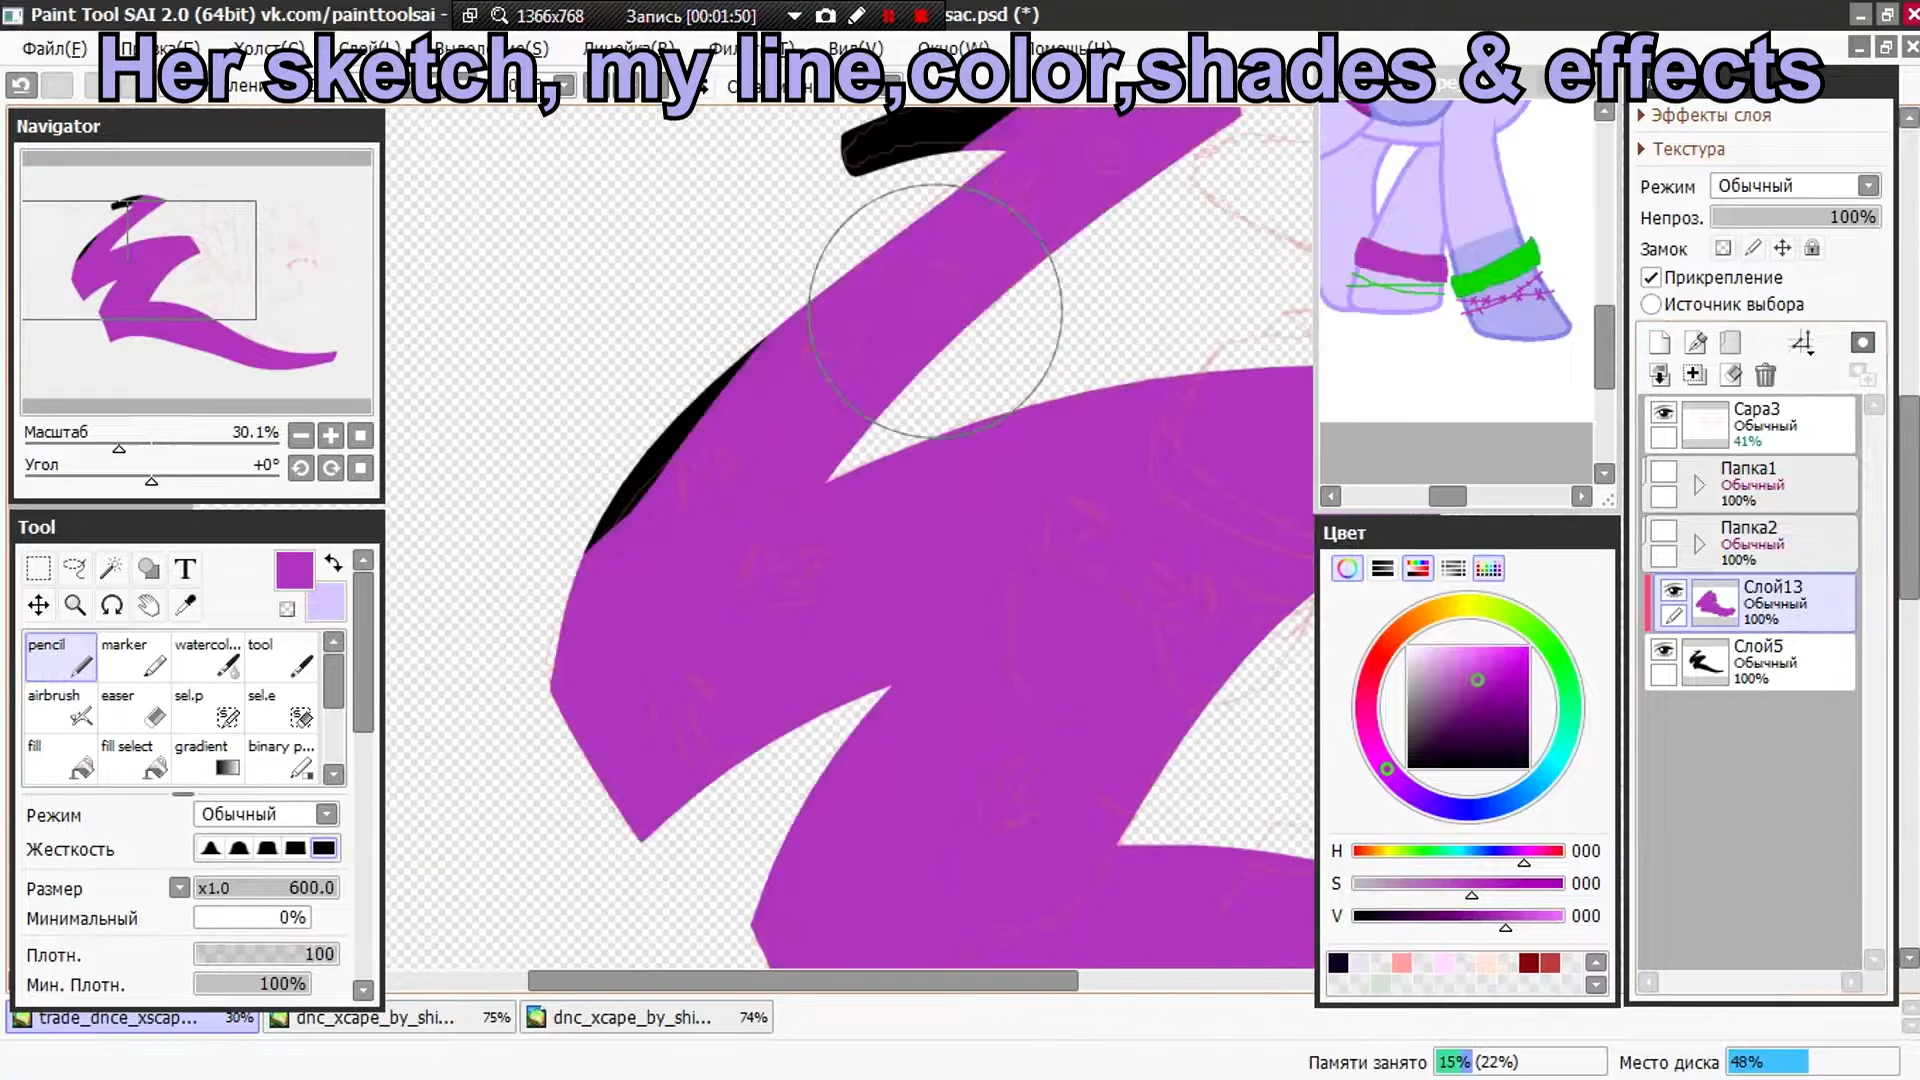 Paint Tool SAI 2.0 (64bit) vk.com/painttoolsai -
1366x768
Запись [00:01:50]
sac.psd (*)
Файл(F)
Холст(C)
Слой(L)
Выделение(S)
Линейка(R)
Вид(V)
Окно(W)
Помощь(H)
Her sketch, my line,color,shades & effects
Navigator
Масштаб 30.1%
Угол +0°
Tool
T
pencil marker watercol... tool
airbrush easer sel.p sel.e
fill fill select gradient binary p...
Режим Обычный
Жесткость
Размер x1.0 600.0
Минимальный 0%
Плотн. 100
Мин. Плотн. 100%
Цвет
H 000
S 000
V 000
Эффекты слоя
Текстура
Режим Обычный
Непроз. 100%
Замок
Прикрепление
Источник выбора
Сара3
Обычный
41%
Папка1
Обычный
100%
Папка2
Обычный
100%
Слой13
Обычный
100%
Слой5
Обычный
100%
trade_dnce_xscap... 30%
dnc_xcape_by_shi... 75%
dnc_xcape_by_shi... 74%
Памяти занято 15% (22%)
Место диска 48%